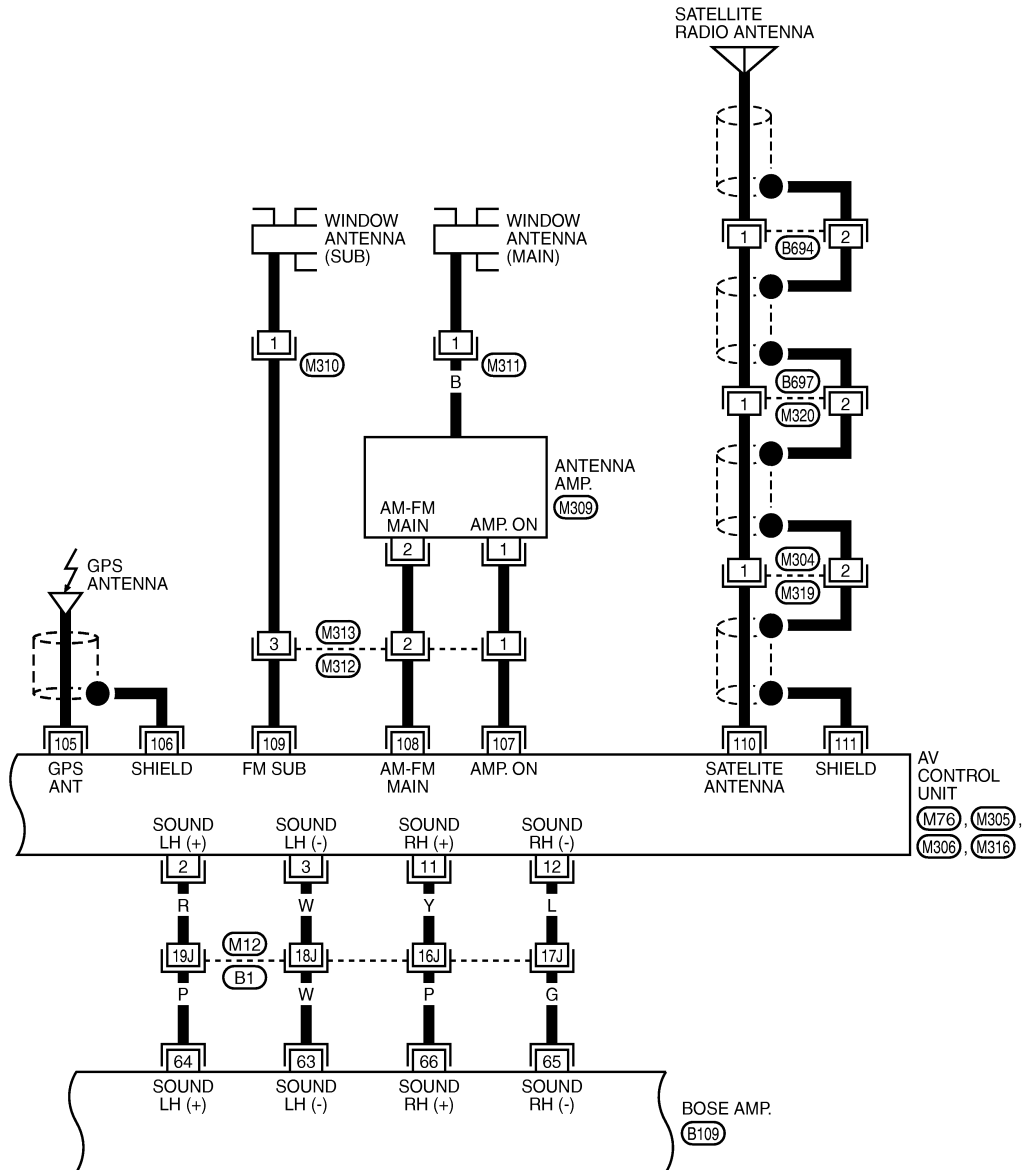 SATELLITE
RADIO ANTENNA
1
2
B694
WINDOW
ANTENNA
(SUB)
WINDOW
ANTENNA
(MAIN)
1
M310
1
M311
B
B697
1
2
M320
ANTENNA
AMP.
M309
AM-FM
MAIN
AMP. ON
2
1
M304
1
2
M319
GPS
ANTENNA
3
M313
M312
2
1
105
106
109
108
107
110
111
GPS
ANT
SHIELD
FM SUB
AM-FM
MAIN
AMP. ON
SATELITE
ANTENNA
SHIELD
AV
CONTROL
UNIT
M76 , M305 ,
M306 , M316
SOUND
LH (+)
SOUND
LH (-)
SOUND
RH (+)
SOUND
RH (-)
2
3
11
12
R
W
Y
L
19J
M12
B1
18J
16J
17J
P
W
P
G
64
63
66
65
SOUND
LH (+)
SOUND
LH (-)
SOUND
RH (+)
SOUND
RH (-)
BOSE AMP.
B109